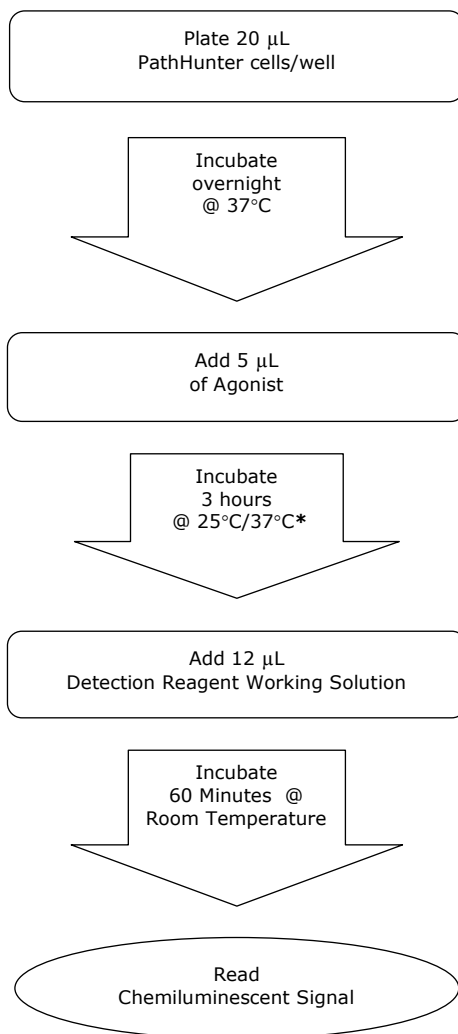 Plate 20 µL
PathHunter cells/well
Incubate
overnight
@ 37°C
Add 5 µL
of Agonist
Incubate
3 hours
@ 25°C/37°C*
Add 12 µL
Detection Reagent Working Solution
Incubate
60 Minutes @
Room Temperature
Read
Chemiluminescent Signal